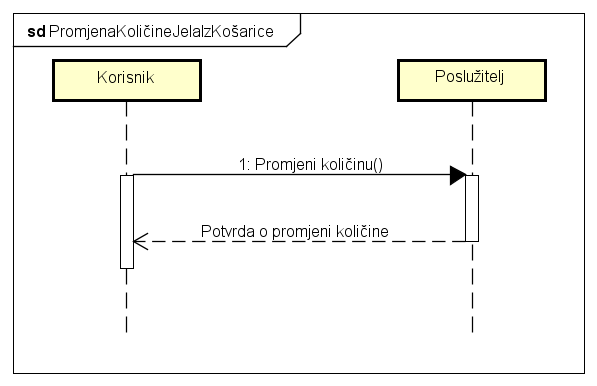 sd PromjenaKoličineJelaIzKošarice
Korisnik
Poslužitelj
1: Promjeni količinu()
Potvrda o promjeni količine